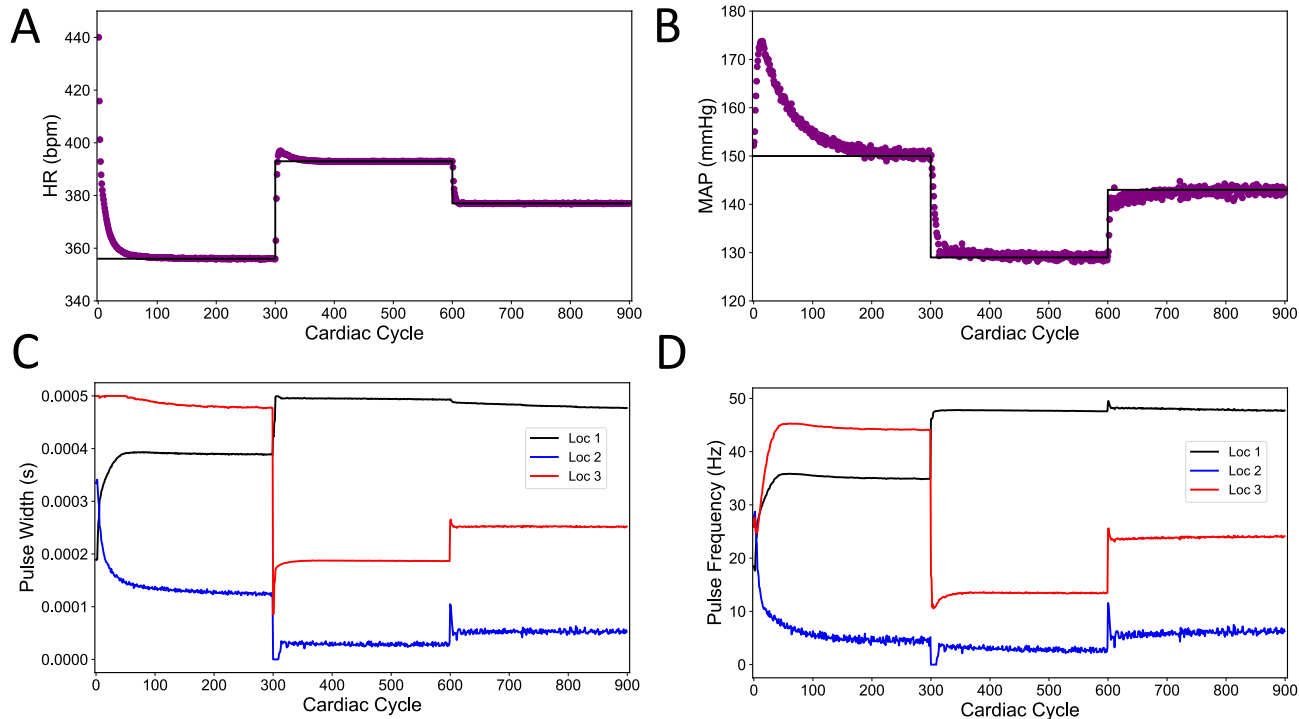 A
HR (bpm)
440
420
400
380
360
340
0 100 200 300 400 500 600 700 800 900
Cardiac Cycle
B
MAP (mmHg)
180
170
160
150
140
130
120
0 100 200 300 400 500 600 700 800 900
Cardiac Cycle
C
Pulse Width (s)
0.0005
0.0004
0.0003
0.0002
0.0001
0.0000
Loc 1
Loc 2
Loc 3
0 100 200 300 400 500 600 700 800 900
Cardiac Cycle
D
Pulse Frequency (Hz)
50
40
30
20
10
0
Loc 1
Loc 2
Loc 3
0 100 200 300 400 500 600 700 800 900
Cardiac Cycle